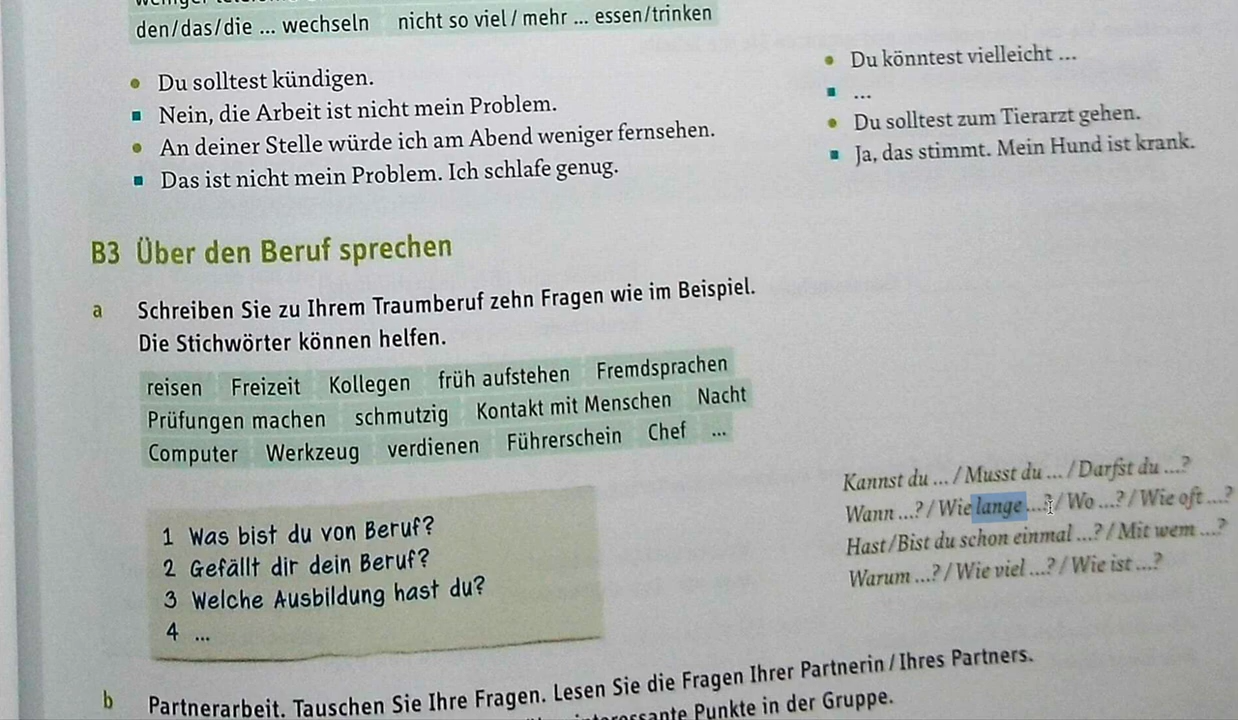 den/das/die ... wechseln nicht so viel / mehr ... essen/trinken
• Du solltest kündigen.
▪ Nein, die Arbeit ist nicht mein Problem.
• An deiner Stelle würde ich am Abend weniger fernsehen.
▪ Das ist nicht mein Problem. Ich schlafe genug.
• Du könntest vielleicht ...
▪ ...
• Du solltest zum Tierarzt gehen.
▪ Ja, das stimmt. Mein Hund ist krank.
B3 Über den Beruf sprechen
a Schreiben Sie zu Ihrem Traumberuf zehn Fragen wie im Beispiel.
Die Stichwörter können helfen.
reisen Freizeit Kollegen früh aufstehen Fremdsprachen
Prüfungen machen schmutzig Kontakt mit Menschen Nacht
Computer Werkzeug verdienen Führerschein Chef ...
1 Was bist du von Beruf?
2 Gefällt dir dein Beruf?
3 Welche Ausbildung hast du?
4 ...
Kannst du ... / Musst du ... / Darfst du ...?
Wann ...? / Wie lange ...? / Wo ...? / Wie oft ...?
Hast/Bist du schon einmal ...? / Mit wem ...?
Warum ...? / Wie viel ...? / Wie ist ...?
b Partnerarbeit. Tauschen Sie Ihre Fragen. Lesen Sie die Fragen Ihrer Partnerin / Ihres Partners.
Punkte in der Gruppe.